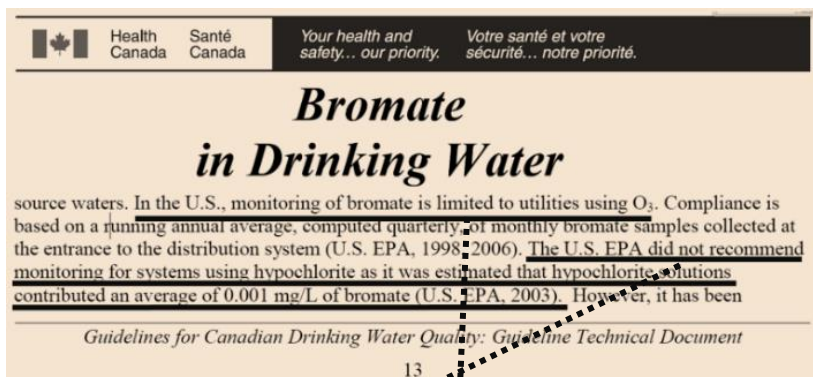 Health Canada
Santé Canada
Your health and safety... our priority.
Votre santé et votre sécurité... notre priorité.
Bromate
in Drinking Water
source waters. In the U.S., monitoring of bromate is limited to utilities using O₃. Compliance is
based on a running annual average, computed quarterly, of monthly bromate samples collected at
the entrance to the distribution system (U.S. EPA, 1998, 2006). The U.S. EPA did not recommend
monitoring for systems using hypochlorite as it was estimated that hypochlorite solutions
contributed an average of 0.001 mg/L of bromate (U.S. EPA, 2003). However, it has been
Guidelines for Canadian Drinking Water Quality: Guideline Technical Document
13